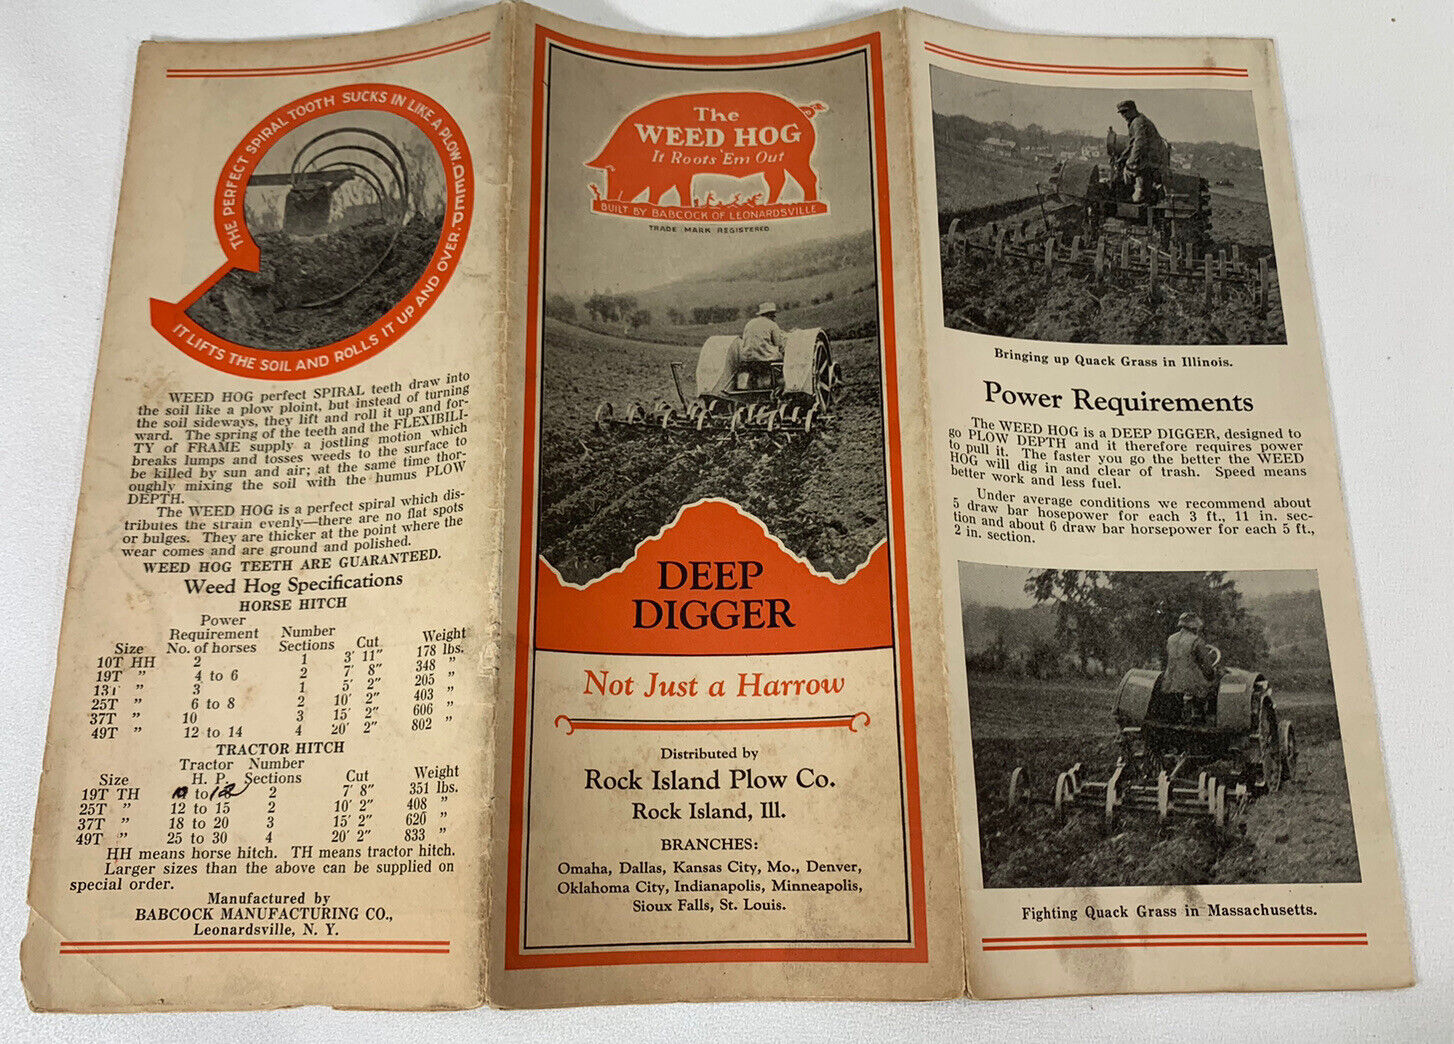 THE PERFECT SPIRAL TOOTH SUCKS IN LIKE A PLOW. DEEP.
IT LIFTS THE SOIL AND ROLLS IT UP AND OVER.
WEED HOG perfect SPIRAL teeth draw into
the soil like a plow ploint, but instead of turning
the soil sideways, they lift and roll it up and for-
ward. The spring of the teeth and the FLEXIBILI-
TY of FRAME supply a jostling motion which
breaks lumps and tosses weeds to the surface to
be killed by sun and air; at the same time thor-
oughly mixing the soil with the humus PLOW
DEPTH.
The WEED HOG is a perfect spiral which dis-
tributes the strain evenly—there are no flat spots
or bulges. They are thicker at the point where the
wear comes and are ground and polished.
WEED HOG TEETH ARE GUARANTEED.
Weed Hog Specifications
HORSE HITCH
Power
Requirement Number
Size No. of horses Sections Cut Weight
10T HH 2 1 3' 11" 178 lbs.
19T " 4 to 6 2 7' 8" 348 "
13T " 3 1 5' 2" 205 "
25T " 6 to 8 2 10' 2" 403 "
37T " 10 3 15' 2" 606 "
49T " 12 to 14 4 20' 2" 802 "
TRACTOR HITCH
Tractor Number
Size H. P. Sections Cut Weight
19T TH to 12 2 7' 8" 351 lbs.
25T " 12 to 15 2 10' 2" 408 "
37T " 18 to 20 3 15' 2" 620 "
49T " 25 to 30 4 20' 2" 833 "
HH means horse hitch. TH means tractor hitch.
Larger sizes than the above can be supplied on
special order.
Manufactured by
BABCOCK MANUFACTURING CO.,
Leonardsville, N. Y.
The
WEED HOG
It Roots 'Em Out
BUILT BY BABCOCK OF LEONARDSVILLE
TRADE MARK REGISTERED
DEEP
DIGGER
Not Just a Harrow
Distributed by
Rock Island Plow Co.
Rock Island, Ill.
BRANCHES:
Omaha, Dallas, Kansas City, Mo., Denver,
Oklahoma City, Indianapolis, Minneapolis,
Sioux Falls, St. Louis.
Bringing up Quack Grass in Illinois.
Power Requirements
The WEED HOG is a DEEP DIGGER, designed to
go PLOW DEPTH and it therefore requires power
to pull it. The faster you go the better the WEED
HOG will dig in and clear of trash. Speed means
better work and less fuel.
Under average conditions we recommend about
5 draw bar hosepower for each 3 ft., 11 in. sec-
tion and about 6 draw bar horsepower for each 5 ft.,
2 in. section.
Fighting Quack Grass in Massachusetts.